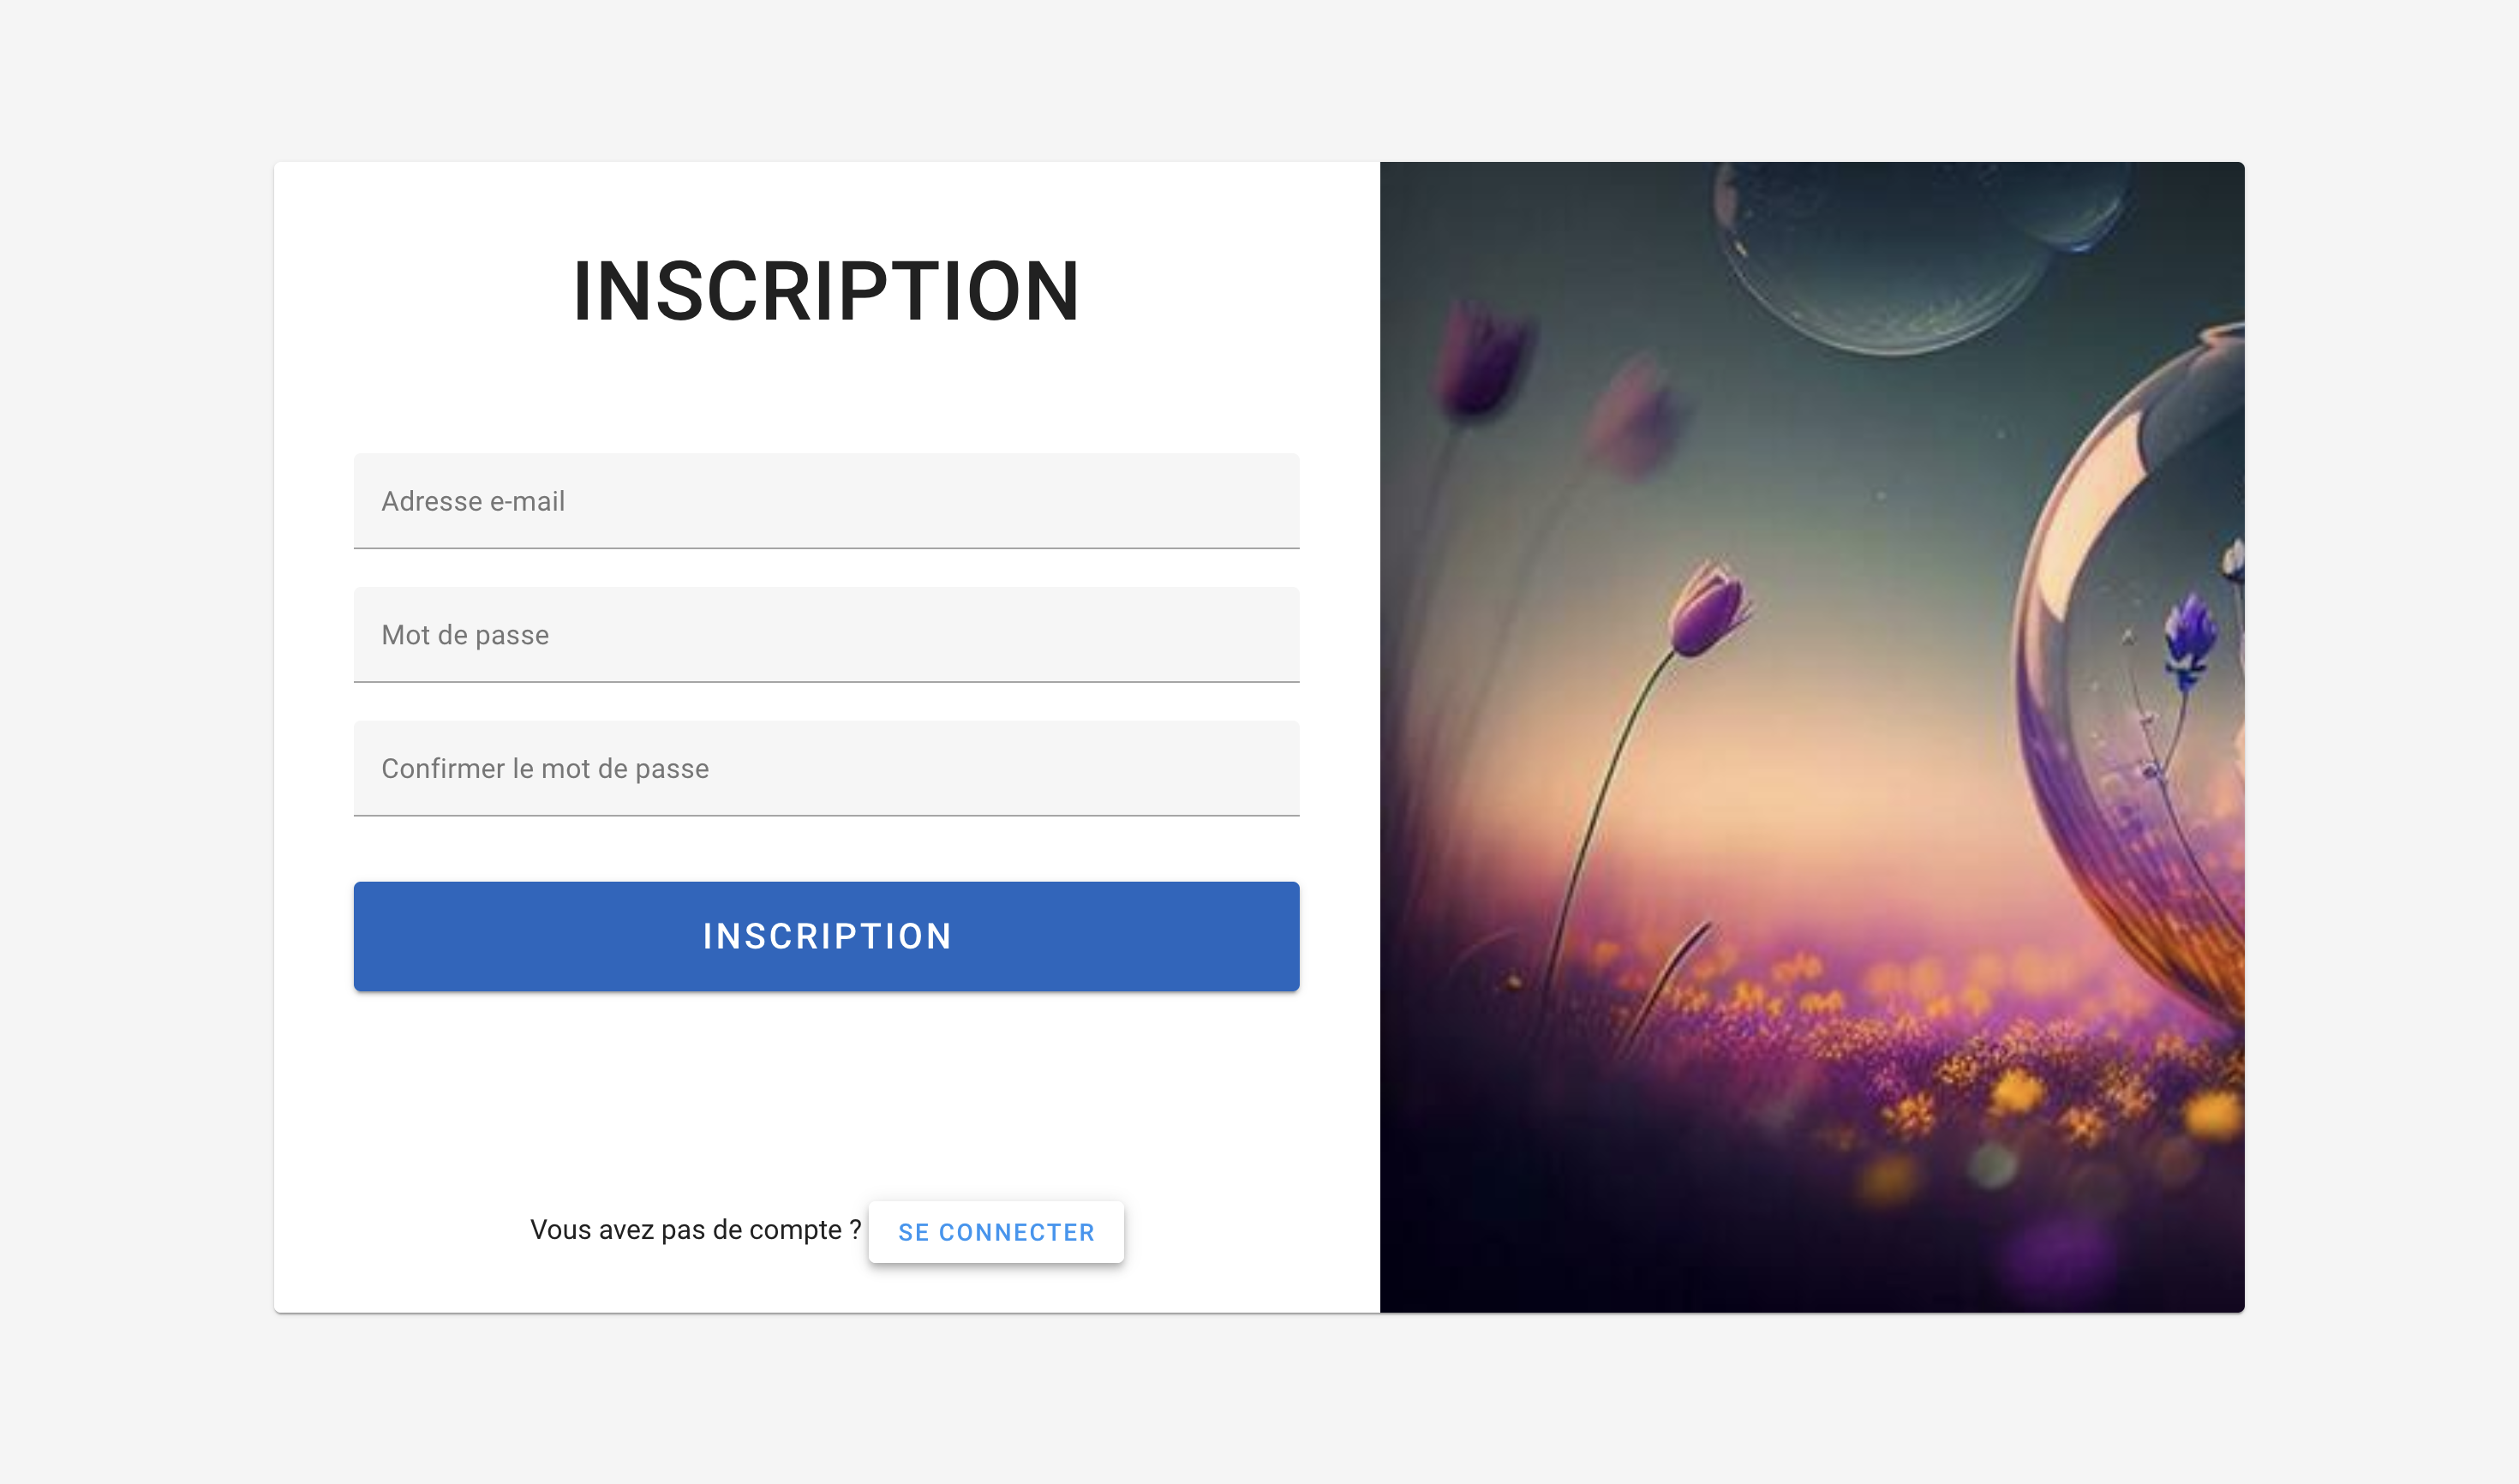 INSCRIPTION
Adresse e-mail
Mot de passe
Confirmer le mot de passe
INSCRIPTION
Vous avez pas de compte ? SE CONNECTER